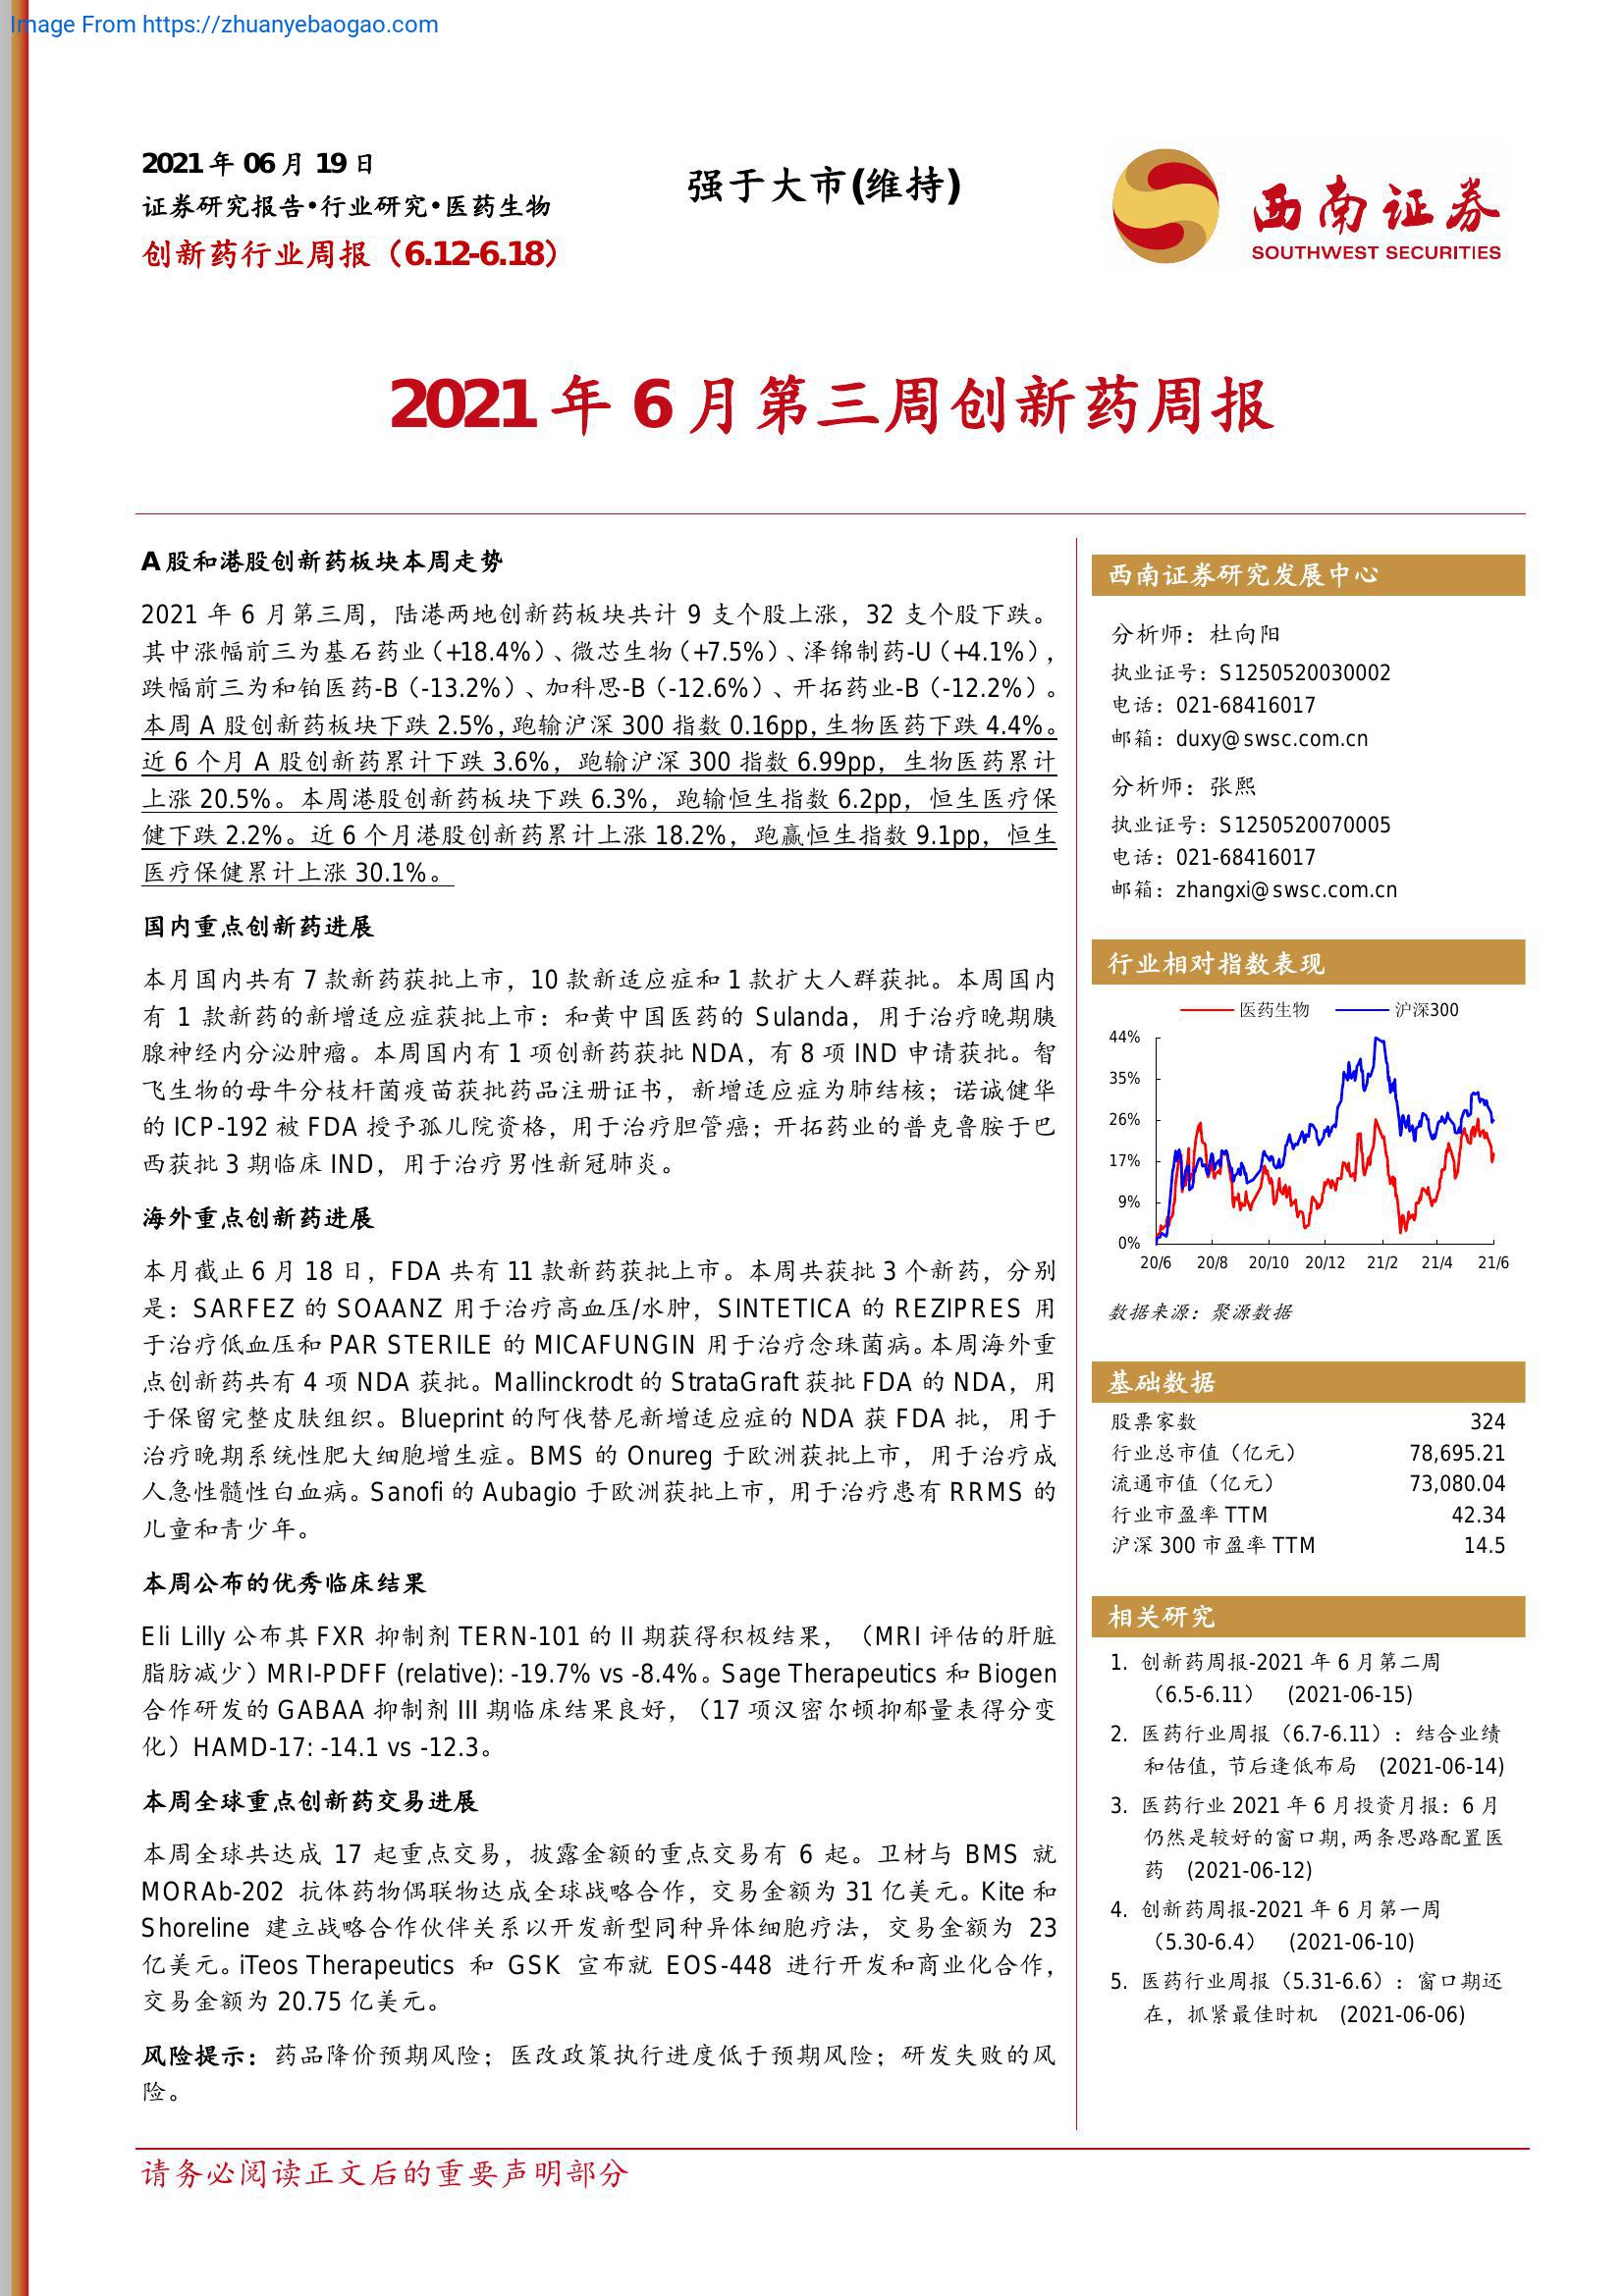 Image From https://zhuanyebaogao.com
2021 年 06 月 19 日
证券研究报告•行业研究•医药生物
创新药行业周报（6.12-6.18）
强于大市(维持)
西南证券
SOUTHWEST SECURITIES
2021 年 6 月第三周创新药周报
A 股和港股创新药板块本周走势
2021 年 6 月第三周，陆港两地创新药板块共计 9 支个股上涨，32 支个股下跌。
其中涨幅前三为基石药业（+18.4%）、微芯生物（+7.5%）、泽锦制药-U（+4.1%），
跌幅前三为和铂医药-B（-13.2%）、加科思-B（-12.6%）、开拓药业-B（-12.2%）。
本周 A 股创新药板块下跌 2.5%，跑输沪深 300 指数 0.16pp，生物医药下跌 4.4%。
近 6 个月 A 股创新药累计下跌 3.6%，跑输沪深 300 指数 6.99pp，生物医药累计
上涨 20.5%。本周港股创新药板块下跌 6.3%，跑输恒生指数 6.2pp，恒生医疗保
健下跌 2.2%。近 6 个月港股创新药累计上涨 18.2%，跑赢恒生指数 9.1pp，恒生
医疗保健累计上涨 30.1%。
国内重点创新药进展
本月国内共有 7 款新药获批上市，10 款新适应症和 1 款扩大人群获批。本周国内
有 1 款新药的新增适应症获批上市：和黄中国医药的 Sulanda，用于治疗晚期胰
腺神经内分泌肿瘤。本周国内有 1 项创新药获批 NDA，有 8 项 IND 申请获批。智
飞生物的母牛分枝杆菌疫苗获批药品注册证书，新增适应症为肺结核；诺诚健华
的 ICP-192 被 FDA 授予孤儿院资格，用于治疗胆管癌；开拓药业的普克鲁胺于巴
西获批 3 期临床 IND，用于治疗男性新冠肺炎。
海外重点创新药进展
本月截止 6 月 18 日，FDA 共有 11 款新药获批上市。本周共获批 3 个新药，分别
是：SARFEZ 的 SOAANZ 用于治疗高血压/水肿，SINTETICA 的 REZIPRES 用
于治疗低血压和 PAR STERILE 的 MICAFUNGIN 用于治疗念珠菌病。本周海外重
点创新药共有 4 项 NDA 获批。Mallinckrodt 的 StrataGraft 获批 FDA 的 NDA，用
于保留完整皮肤组织。Blueprint 的阿伐替尼新增适应症的 NDA 获 FDA 批，用于
治疗晚期系统性肥大细胞增生症。BMS 的 Onureg 于欧洲获批上市，用于治疗成
人急性髓性白血病。Sanofi 的 Aubagio 于欧洲获批上市，用于治疗患有 RRMS 的
儿童和青少年。
本周公布的优秀临床结果
Eli Lilly 公布其 FXR 抑制剂 TERN-101 的 II 期获得积极结果，（MRI 评估的肝脏
脂肪减少）MRI-PDFF (relative): -19.7% vs -8.4%。Sage Therapeutics 和 Biogen
合作研发的 GABAA 抑制剂 III 期临床结果良好，（17 项汉密尔顿抑郁量表得分变
化）HAMD-17: -14.1 vs -12.3。
本周全球重点创新药交易进展
本周全球共达成 17 起重点交易，披露金额的重点交易有 6 起。卫材与 BMS 就
MORAb-202 抗体药物偶联物达成全球战略合作，交易金额为 31 亿美元。Kite 和
Shoreline 建立战略合作伙伴关系以开发新型同种异体细胞疗法，交易金额为 23
亿美元。iTeos Therapeutics 和 GSK 宣布就 EOS-448 进行开发和商业化合作，
交易金额为 20.75 亿美元。
风险提示：药品降价预期风险；医改政策执行进度低于预期风险；研发失败的风
险。
西南证券研究发展中心
分析师：杜向阳
执业证号：S1250520030002
电话：021-68416017
邮箱：duxy@swsc.com.cn
分析师：张熙
执业证号：S1250520070005
电话：021-68416017
邮箱：zhangxi@swsc.com.cn
行业相对指数表现
医药生物 沪深300
44%
35%
26%
17%
9%
0%
20/6 20/8 20/10 20/12 21/2 21/4 21/6
数据来源：聚源数据
基础数据
股票家数 324
行业总市值（亿元） 78,695.21
流通市值（亿元） 73,080.04
行业市盈率 TTM 42.34
沪深 300 市盈率 TTM 14.5
相关研究
1. 创新药周报-2021 年 6 月第二周
（6.5-6.11） (2021-06-15)
2. 医药行业周报（6.7-6.11）：结合业绩
和估值，节后逢低布局 (2021-06-14)
3. 医药行业 2021 年 6 月投资月报：6 月
仍然是较好的窗口期，两条思路配置医
药 (2021-06-12)
4. 创新药周报-2021 年 6 月第一周
（5.30-6.4） (2021-06-10)
5. 医药行业周报（5.31-6.6）：窗口期还
在，抓紧最佳时机 (2021-06-06)
请务必阅读正文后的重要声明部分